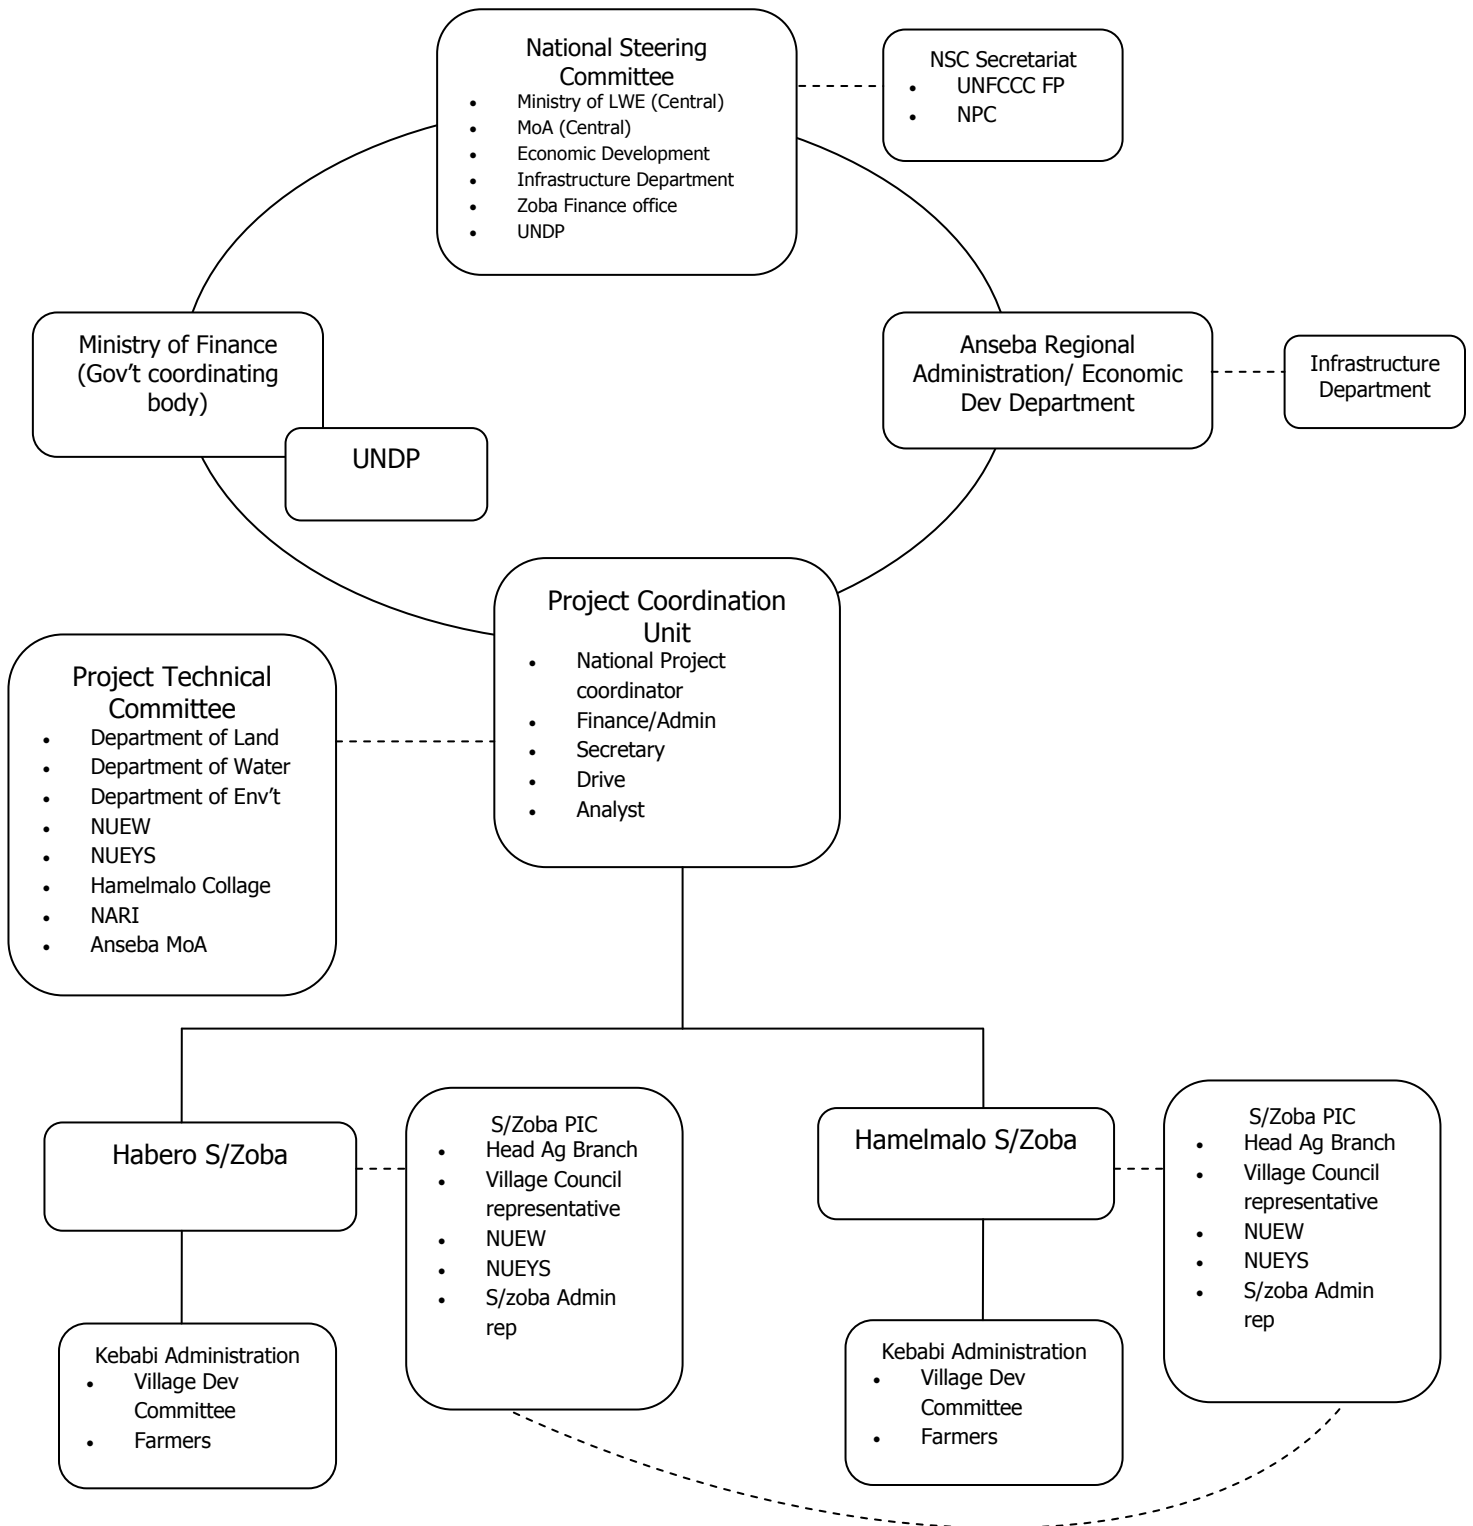 National Steering
Committee
• Ministry of LWE (Central)
• MoA (Central)
• Economic Development
• Infrastructure Department
• Zoba Finance office
• UNDP
NSC Secretariat
• UNFCCC FP
• NPC
Ministry of Finance
(Gov't coordinating
body)
UNDP
Anseba Regional
Administration/ Economic
Dev Department
Infrastructure
Department
Project Coordination
Unit
• National Project
coordinator
• Finance/Admin
• Secretary
• Drive
• Analyst
Project Technical
Committee
• Department of Land
• Department of Water
• Department of Env't
• NUEW
• NUEYS
• Hamelmalo Collage
• NARI
• Anseba MoA
Habero S/Zoba
S/Zoba PIC
• Head Ag Branch
• Village Council
representative
• NUEW
• NUEYS
• S/zoba Admin
rep
Hamelmalo S/Zoba
S/Zoba PIC
• Head Ag Branch
• Village Council
representative
• NUEW
• NUEYS
• S/zoba Admin
rep
Kebabi Administration
• Village Dev
Committee
• Farmers
Kebabi Administration
• Village Dev
Committee
• Farmers